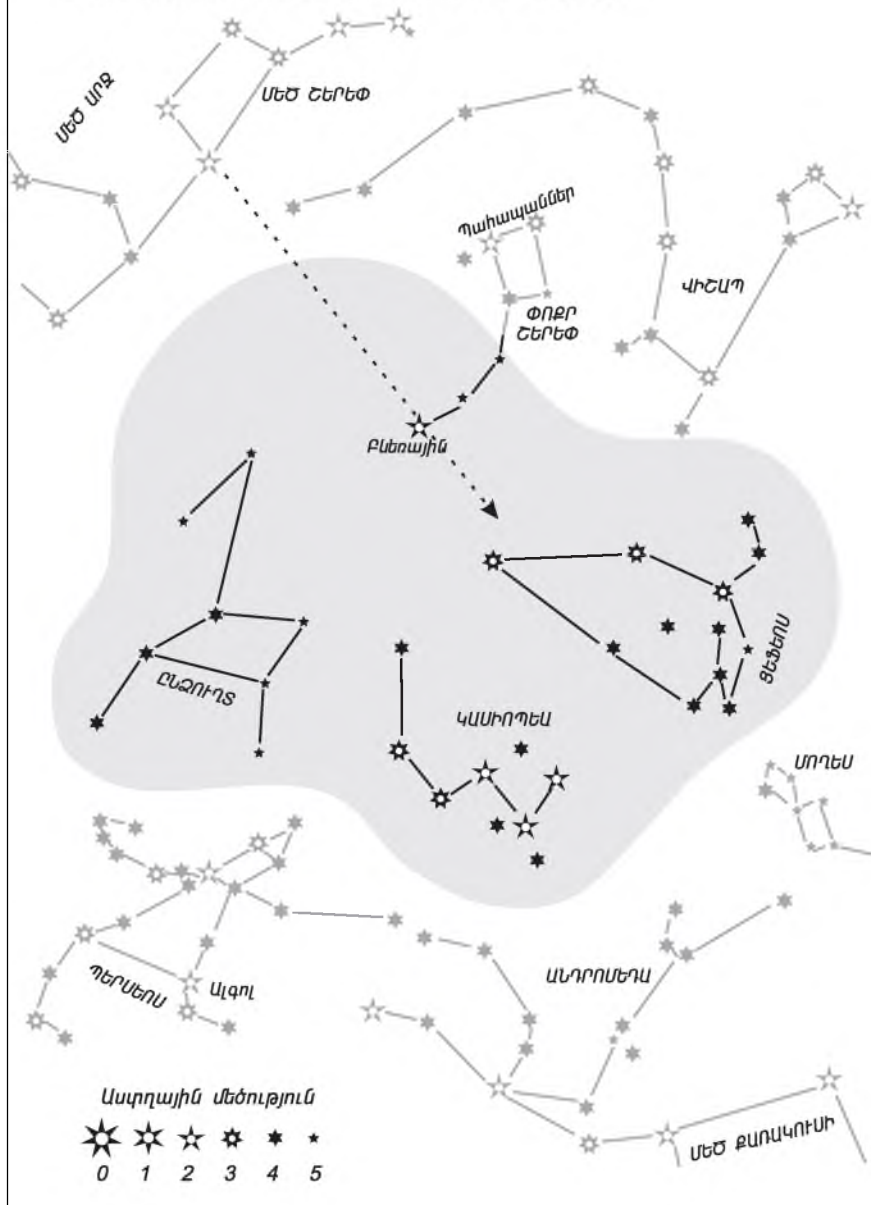 ՄԵԾ ԱՐՋ
ՄԵԾ ՇԵՐԵՓ
Պահապաններ
ՎԻՇԱՊ
ՓՈՔՐ
ՇԵՐԵՓ
Բևեռային
ՑԵՖԵՈՍ
ԸՆՁՈՒՂՏ
ԿԱՍԻՈՊԵԱ
ՄՈՂԵՍ
ՊԵՐՍԵՈՍ
Ալգոլ
ԱՆԴՐՈՄԵԴԱ
Աստղային մեծություն
0 1 2 3 4 5
ՄԵԾ ՔԱՌԱԿՈՒՍԻ